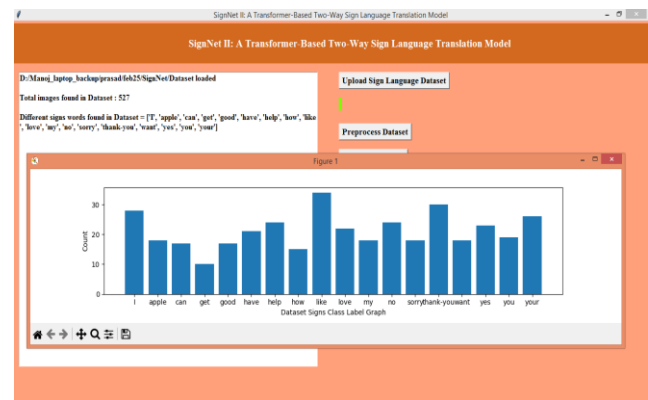 SignNet II: A Transformer-Based Two-Way Sign Language Translation Model
SignNet II: A Transformer-Based Two-Way Sign Language Translation Model
D:/Manoj_laptop_backup/prasad/feb25/SignNet/Dataset loaded
Total images found in Dataset : 527
Different signs words found in Dataset = ['I', 'apple', 'can', 'get', 'good', 'have', 'help', 'how', 'like
', 'love', 'my', 'no', 'sorry', 'thank-you', 'want', 'yes', 'you', 'your']
Upload Sign Language Dataset
Preprocess Dataset
Figure 1
30
20
10
0
Count
I apple can get good have help how like love my no sorry thank-you want yes you your
Dataset Signs Class Label Graph